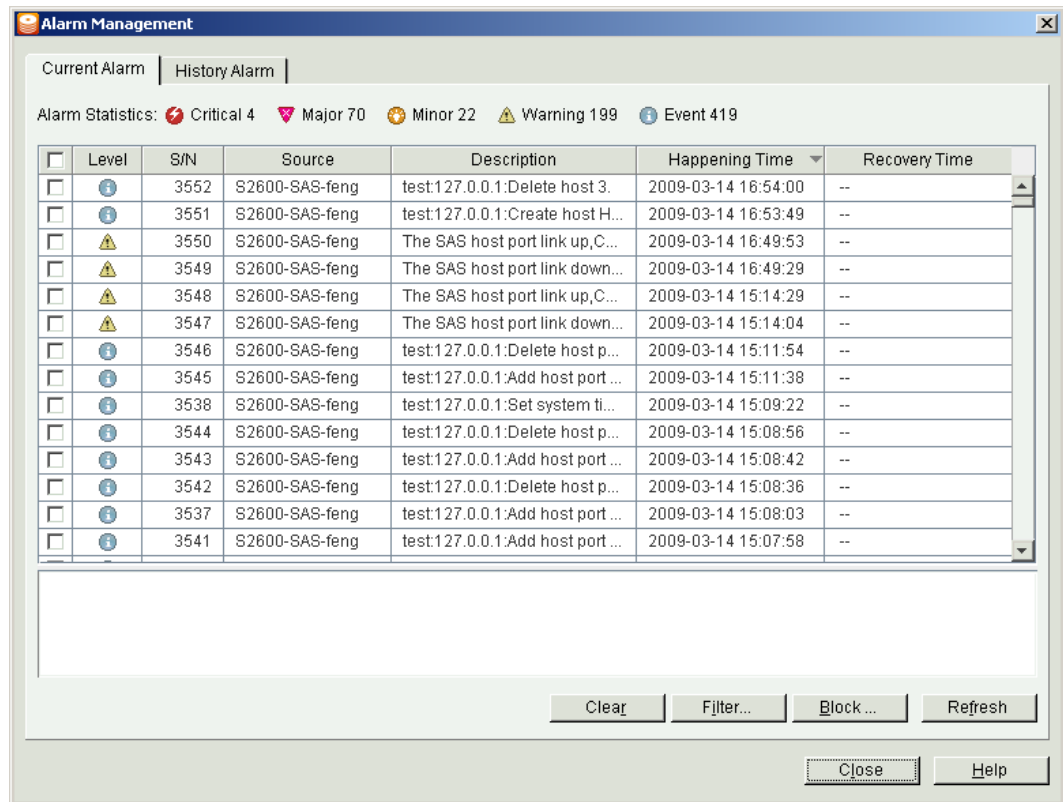 Alarm Management
Current Alarm History Alarm
Alarm Statistics: Critical 4 Major 70 Minor 22 Warning 199 Event 419
Level S/N Source Description Happening Time Recovery Time
3552 S2600-SAS-feng test:127.0.0.1:Delete host 3. 2009-03-14 16:54:00 --
3551 S2600-SAS-feng test:127.0.0.1:Create host H... 2009-03-14 16:53:49 --
3550 S2600-SAS-feng The SAS host port link up,C... 2009-03-14 16:49:53 --
3549 S2600-SAS-feng The SAS host port link down... 2009-03-14 16:49:29 --
3548 S2600-SAS-feng The SAS host port link up,C... 2009-03-14 15:14:29 --
3547 S2600-SAS-feng The SAS host port link down... 2009-03-14 15:14:04 --
3546 S2600-SAS-feng test:127.0.0.1:Delete host p... 2009-03-14 15:11:54 --
3545 S2600-SAS-feng test:127.0.0.1:Add host port ... 2009-03-14 15:11:38 --
3538 S2600-SAS-feng test:127.0.0.1:Set system ti... 2009-03-14 15:09:22 --
3544 S2600-SAS-feng test:127.0.0.1:Delete host p... 2009-03-14 15:08:56 --
3543 S2600-SAS-feng test:127.0.0.1:Add host port ... 2009-03-14 15:08:42 --
3542 S2600-SAS-feng test:127.0.0.1:Delete host p... 2009-03-14 15:08:36 --
3537 S2600-SAS-feng test:127.0.0.1:Add host port ... 2009-03-14 15:08:03 --
3541 S2600-SAS-feng test:127.0.0.1:Add host port ... 2009-03-14 15:07:58 --
Clear Filter... Block ... Refresh
Close Help